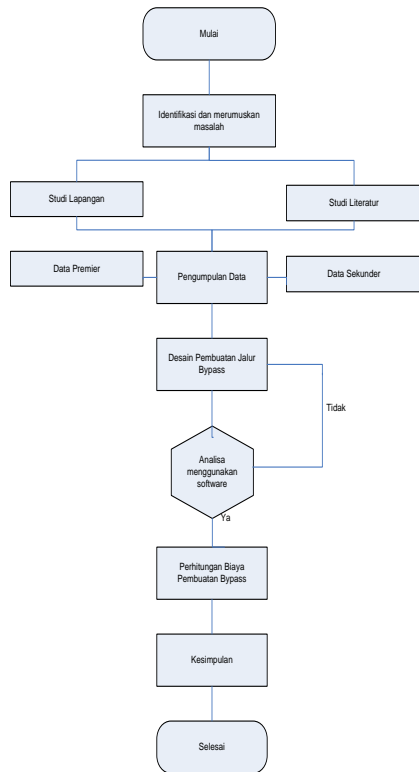 Mulai
Identifikasi dan merumuskan
masalah
Studi Lapangan
Studi Literatur
Data Premier
Pengumpulan Data
Data Sekunder
Desain Pembuatan Jalur
Bypass
Tidak
Analisa
menggunakan
software
Ya
Perhitungan Biaya
Pembuatan Bypass
Kesimpulan
Selesai